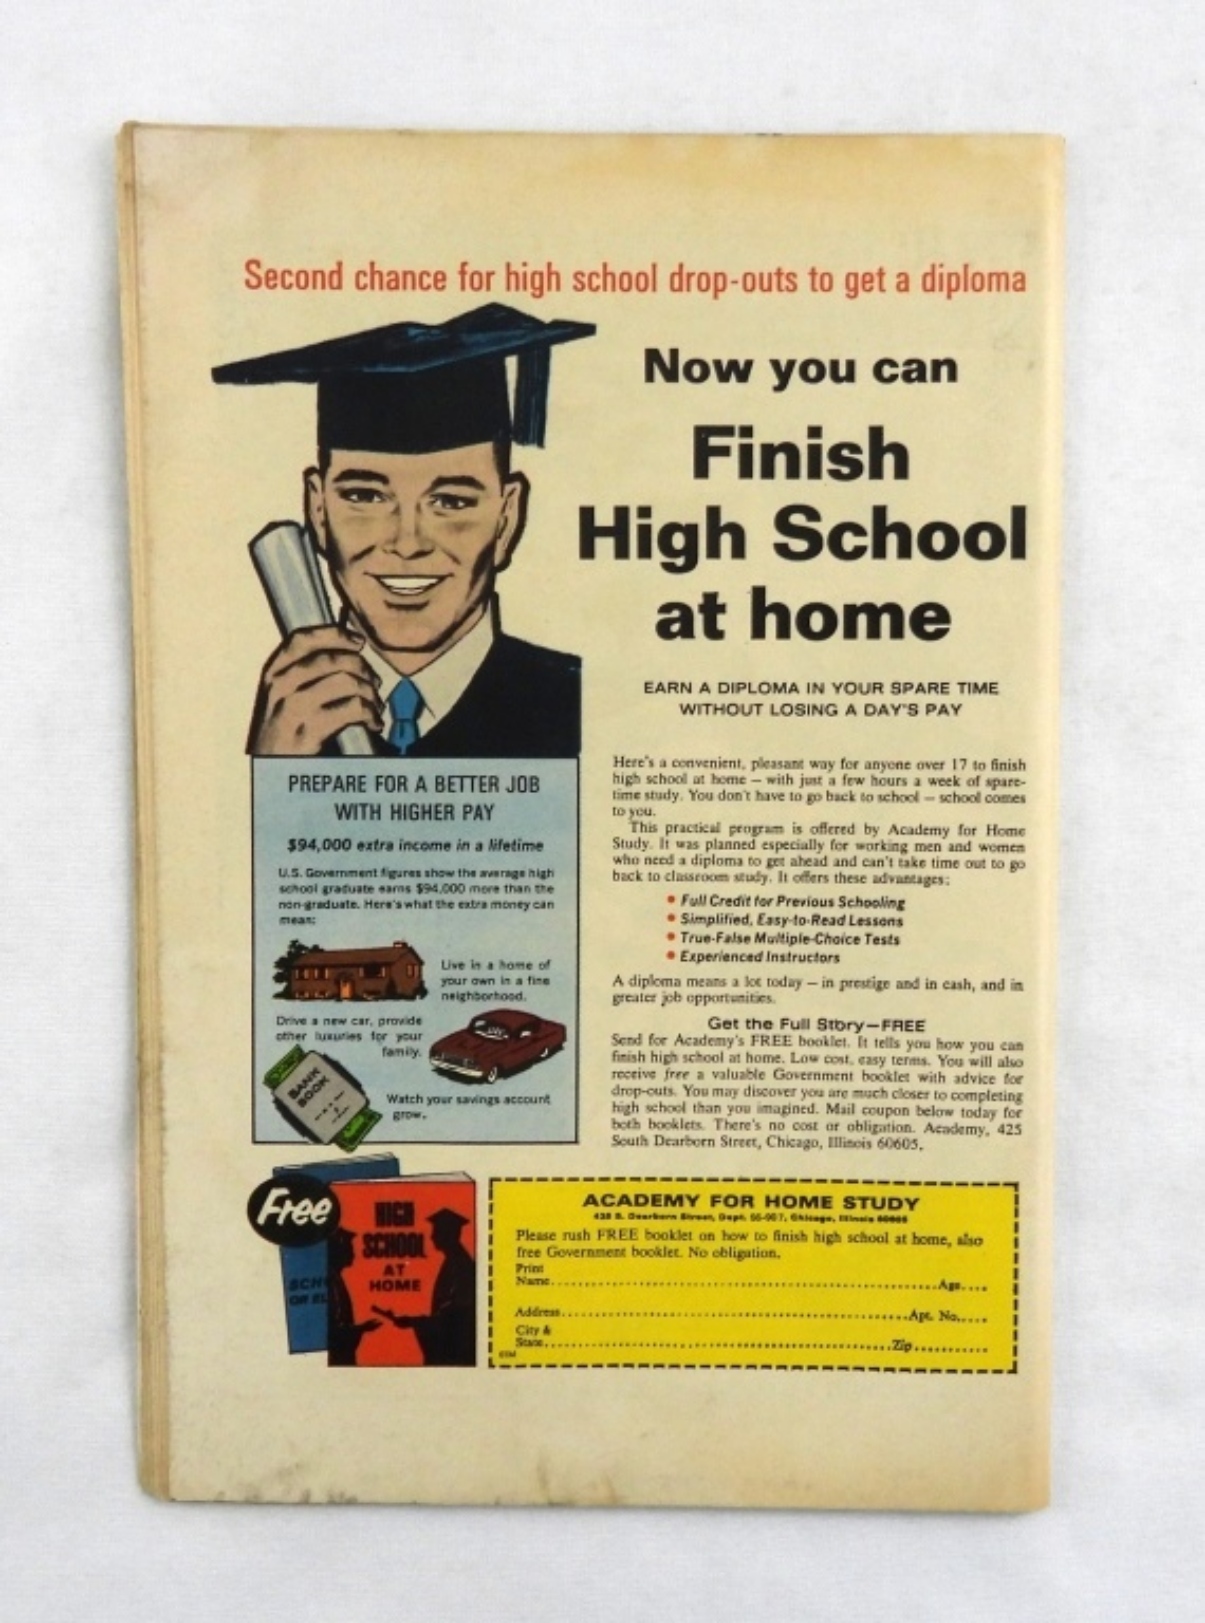 Second chance for high school drop-outs to get a diploma
Now you can
Finish
High School
at home
EARN A DIPLOMA IN YOUR SPARE TIME
WITHOUT LOSING A DAY'S PAY
PREPARE FOR A BETTER JOB
WITH HIGHER PAY
$94,000 extra income in a lifetime
U.S. Government figures show the average high
school graduate earns $94,000 more than the
non-graduate. Here's what the extra money can
mean:
Live in a home of
your own in a fine
neighborhood.
Drive a new car, provide
other luxuries for your
family.
BANK
BOOK
Watch your savings account
grow.
Here's a convenient, pleasant way for anyone over 17 to finish
high school at home — with just a few hours a week of spare-
time study. You don't have to go back to school — school comes
to you.
This practical program is offered by Academy for Home
Study. It was planned especially for working men and women
who need a diploma to get ahead and can't take time out to go
back to classroom study. It offers these advantages:
• Full Credit for Previous Schooling
• Simplified, Easy-to-Read Lessons
• True-False Multiple-Choice Tests
• Experienced Instructors
A diploma means a lot today — in prestige and in cash, and in
greater job opportunities.
Get the Full Story—FREE
Send for Academy's FREE booklet. It tells you how you can
finish high school at home. Low cost, easy terms. You will also
receive free a valuable Government booklet with advice for
drop-outs. You may discover you are much closer to completing
high school than you imagined. Mail coupon below today for
both booklets. There's no cost or obligation. Academy, 425
South Dearborn Street, Chicago, Illinois 60605.
Free
HIGH
SCHOOL
AT
HOME
SCH
OR EL
ACADEMY FOR HOME STUDY
425 S. Dearborn Street, Dept. Chicago, Illinois 60605
Please rush FREE booklet on how to finish high school at home, also
free Government booklet. No obligation.
Print
Name Age
Address Apt. No.
City &
State Zip